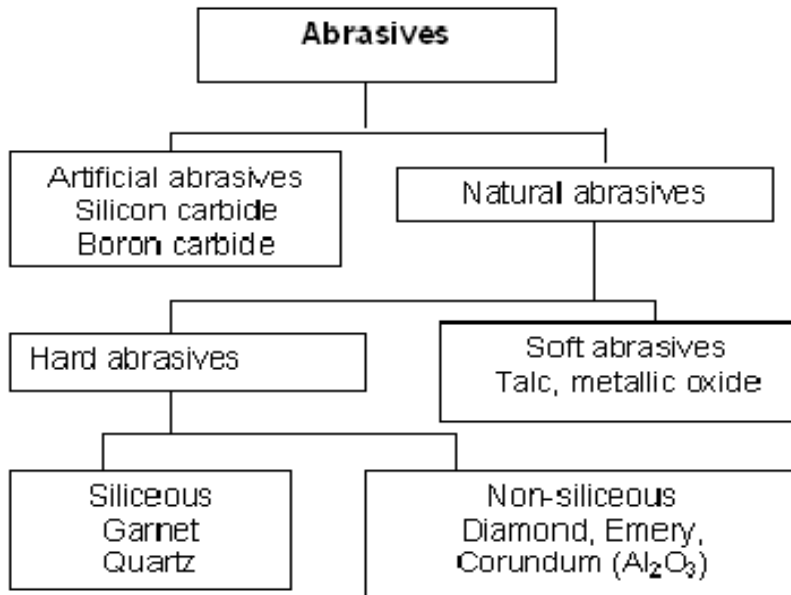 Abrasives
Artificial abrasives
Silicon carbide
Boron carbide
Natural abrasives
Hard abrasives
Soft abrasives
Talc, metallic oxide
Siliceous
Garnet
Quartz
Non-siliceous
Diamond, Emery,
Corundum (Al₂O₃)